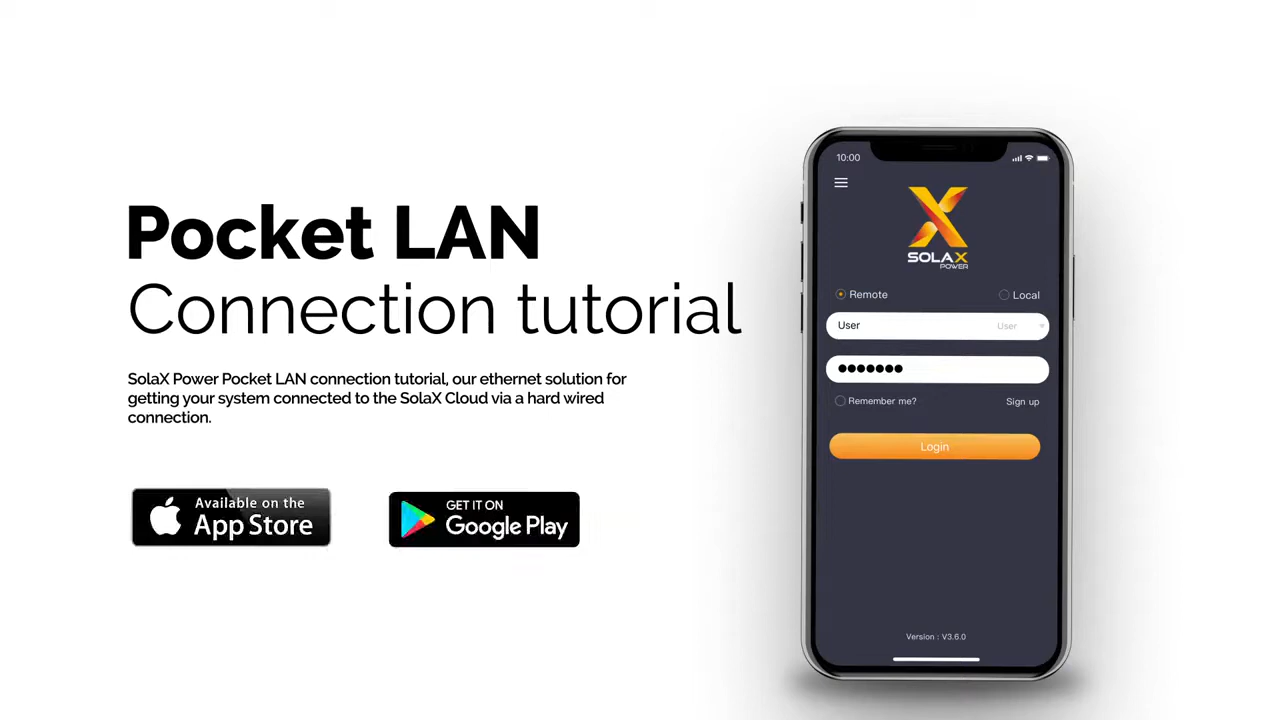 Pocket LAN
Connection tutorial
SolaX Power Pocket LAN connection tutorial, our ethernet solution for
getting your system connected to the SolaX Cloud via a hard wired
connection.
Available on the
App Store
GET IT ON
Google Play
10:00
SOLAX
POWER
Remote
Local
User
User
Remember me?
Sign up
Login
Version : V3.6.0